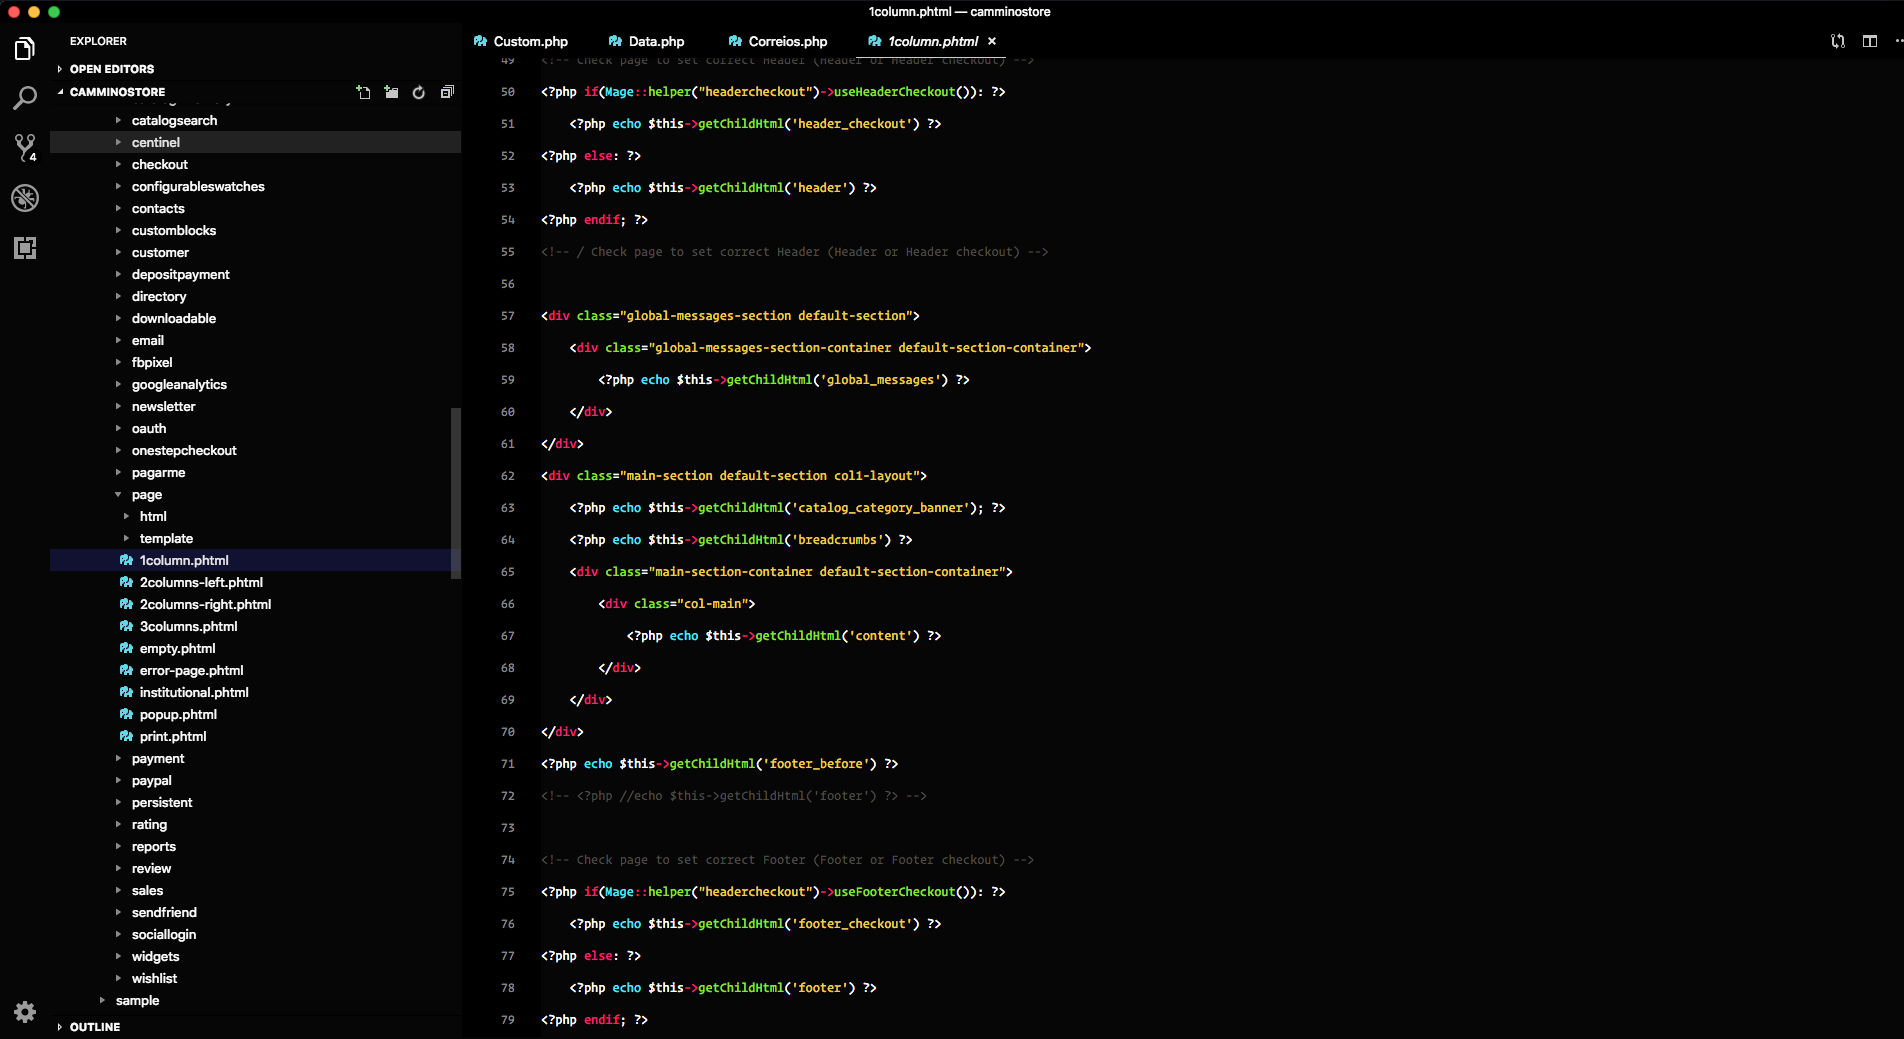 1column.phtml — camminostore
EXPLORER
OPEN EDITORS
CAMMINOSTORE
catalogsearch
centinel
checkout
configurableswatches
contacts
customblocks
customer
depositpayment
directory
downloadable
email
fbpixel
googleanalytics
newsletter
oauth
onestepcheckout
pagarme
page
html
template
1column.phtml
2columns-left.phtml
2columns-right.phtml
3columns.phtml
empty.phtml
error-page.phtml
institutional.phtml
popup.phtml
print.phtml
payment
paypal
persistent
rating
reports
review
sales
sendfriend
sociallogin
widgets
wishlist
sample
OUTLINE
4
Custom.php Data.php Correios.php 1column.phtml ×
49 <!-- Check page to set correct Header (Header or Header checkout) -->
50 <?php if(Mage::helper("headercheckout")->useHeaderCheckout()): ?>
51 <?php echo $this->getChildHtml('header_checkout') ?>
52 <?php else: ?>
53 <?php echo $this->getChildHtml('header') ?>
54 <?php endif; ?>
55 <!-- / Check page to set correct Header (Header or Header checkout) -->
56
57 <div class="global-messages-section default-section">
58 <div class="global-messages-section-container default-section-container">
59 <?php echo $this->getChildHtml('global_messages') ?>
60 </div>
61 </div>
62 <div class="main-section default-section col1-layout">
63 <?php echo $this->getChildHtml('catalog_category_banner'); ?>
64 <?php echo $this->getChildHtml('breadcrumbs') ?>
65 <div class="main-section-container default-section-container">
66 <div class="col-main">
67 <?php echo $this->getChildHtml('content') ?>
68 </div>
69 </div>
70 </div>
71 <?php echo $this->getChildHtml('footer_before') ?>
72 <!-- <?php //echo $this->getChildHtml('footer') ?> -->
73
74 <!-- Check page to set correct Footer (Footer or Footer checkout) -->
75 <?php if(Mage::helper("headercheckout")->useFooterCheckout()): ?>
76 <?php echo $this->getChildHtml('footer_checkout') ?>
77 <?php else: ?>
78 <?php echo $this->getChildHtml('footer') ?>
79 <?php endif; ?>